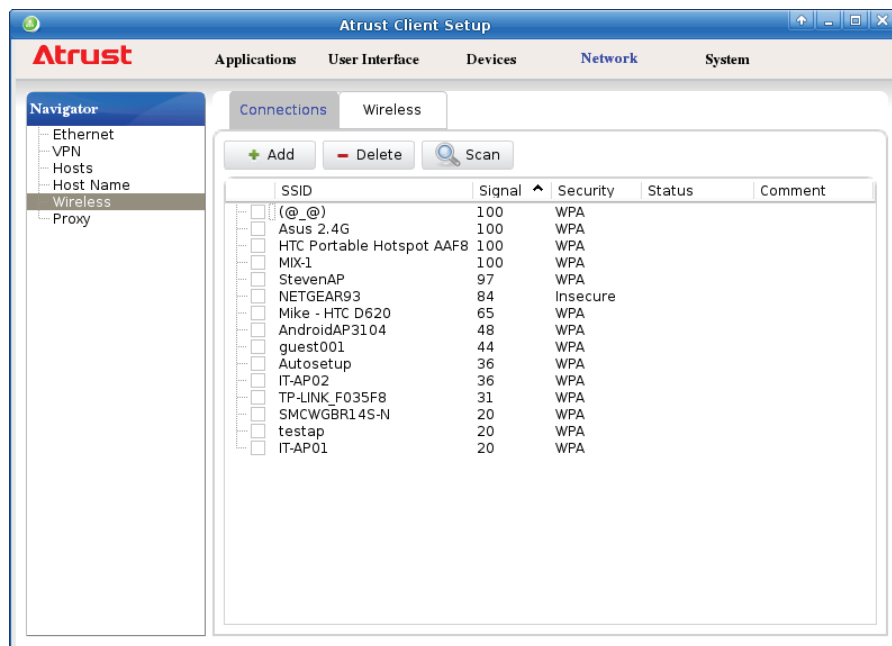 Atrust Client Setup
Atrust Applications User Interface Devices Network System
Navigator
Ethernet
VPN
Hosts
Host Name
Wireless
Proxy
Connections Wireless
Add Delete Scan
SSID Signal Security Status Comment
(@_@) 100 WPA
Asus 2.4G 100 WPA
HTC Portable Hotspot AAF8 100 WPA
MIX-1 100 WPA
StevenAP 97 WPA
NETGEAR93 84 Insecure
Mike - HTC D620 65 WPA
AndroidAP3104 48 WPA
guest001 44 WPA
Autosetup 36 WPA
IT-AP02 36 WPA
TP-LINK_F035F8 31 WPA
SMCWGBR14S-N 20 WPA
testap 20 WPA
IT-AP01 20 WPA